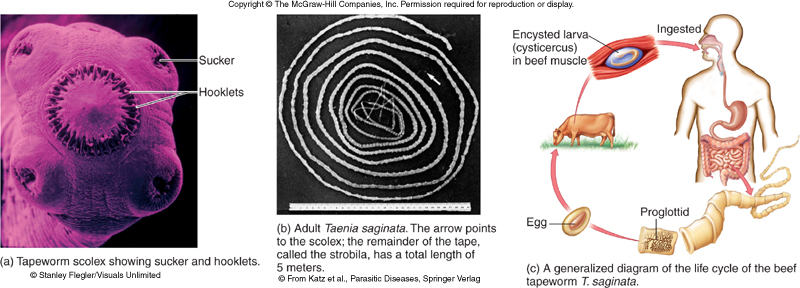 Copyright © The McGraw-Hill Companies, Inc. Permission required for reproduction or display.
Sucker
Hooklets
(a) Tapeworm scolex showing sucker and hooklets.
© Stanley Flegler/Visuals Unlimited
(b) Adult Taenia saginata. The arrow points
to the scolex; the remainder of the tape,
called the strobila, has a total length of
5 meters.
© From Katz et al., Parasitic Diseases, Springer Verlag
Encysted larva
(cysticercus)
in beef muscle
Ingested
Egg
Proglottid
(c) A generalized diagram of the life cycle of the beef
tapeworm T. saginata.